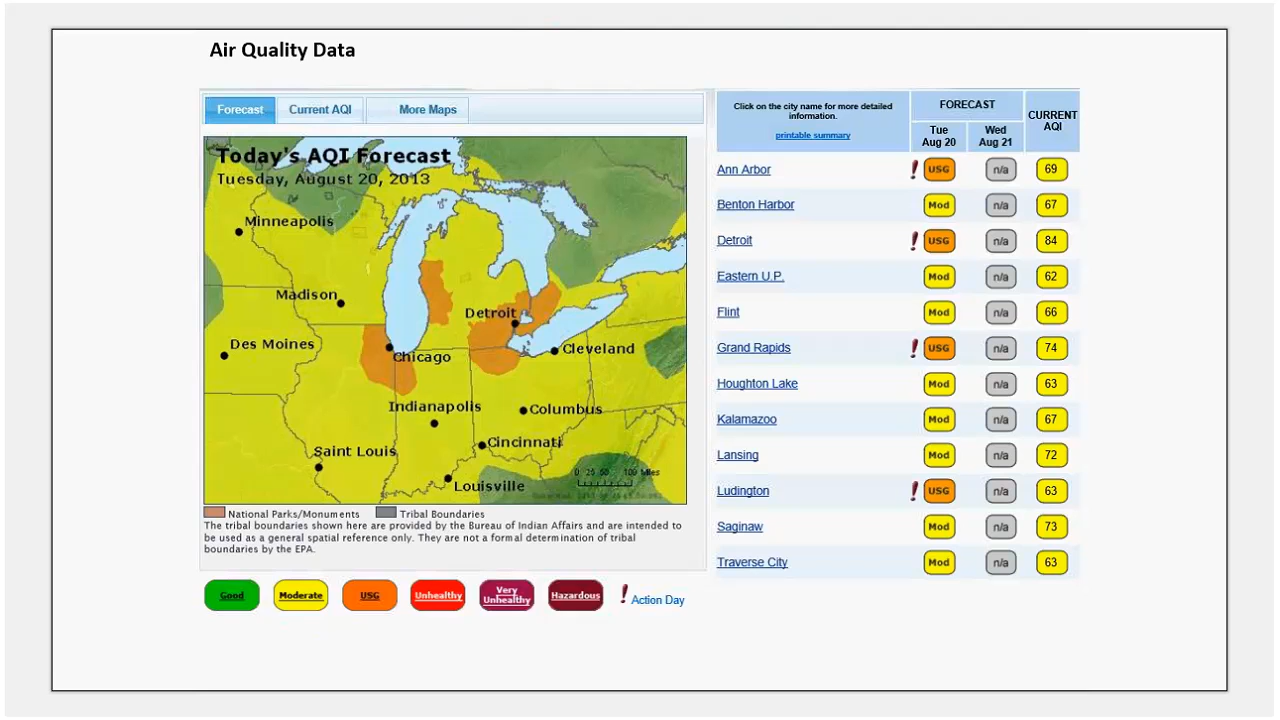 Air Quality Data
Forecast Current AQI More Maps
Today's AQI Forecast
Tuesday, August 20, 2013
Minneapolis
Madison
Detroit
Des Moines
Cleveland
Chicago
Indianapolis
Columbus
Cincinnati
Saint Louis
Louisville
0 25 50 100 Miles
National Parks/Monuments Tribal Boundaries
The tribal boundaries shown here are provided by the Bureau of Indian Affairs and are intended to
be used as a general spatial reference only. They are not a formal determination of tribal
boundaries by the EPA.
Good Moderate USG Unhealthy Very Unhealthy Hazardous ! Action Day
Click on the city name for more detailed
information.
printable summary
FORECAST
CURRENT
AQI
Tue
Aug 20
Wed
Aug 21
Ann Arbor ! USG n/a 69
Benton Harbor Mod n/a 67
Detroit ! USG n/a 84
Eastern U.P. Mod n/a 62
Flint Mod n/a 66
Grand Rapids ! USG n/a 74
Houghton Lake Mod n/a 63
Kalamazoo Mod n/a 67
Lansing Mod n/a 72
Ludington ! USG n/a 63
Saginaw Mod n/a 73
Traverse City Mod n/a 63